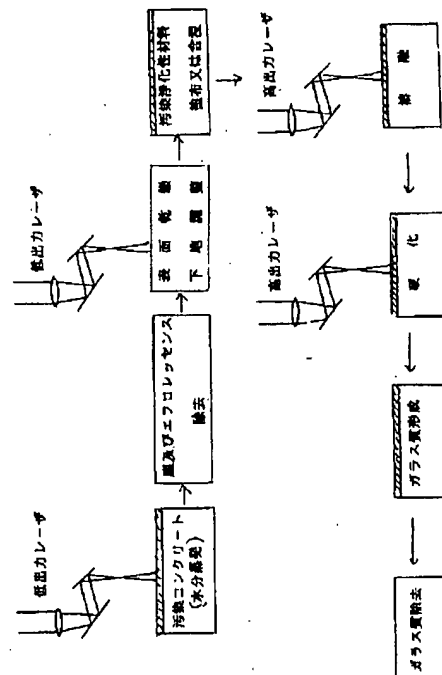 低出力レーザ
汚染コンクリート
(水分蒸発)
及びエフロレッセンス
除去
低出力レーザ
表面乾燥
下地調整
汚染浄化性材料
塗布又は含浸
高出力レーザ
溶融
高出力レーザ
硬化
ガラス質形成
ガラス質除去